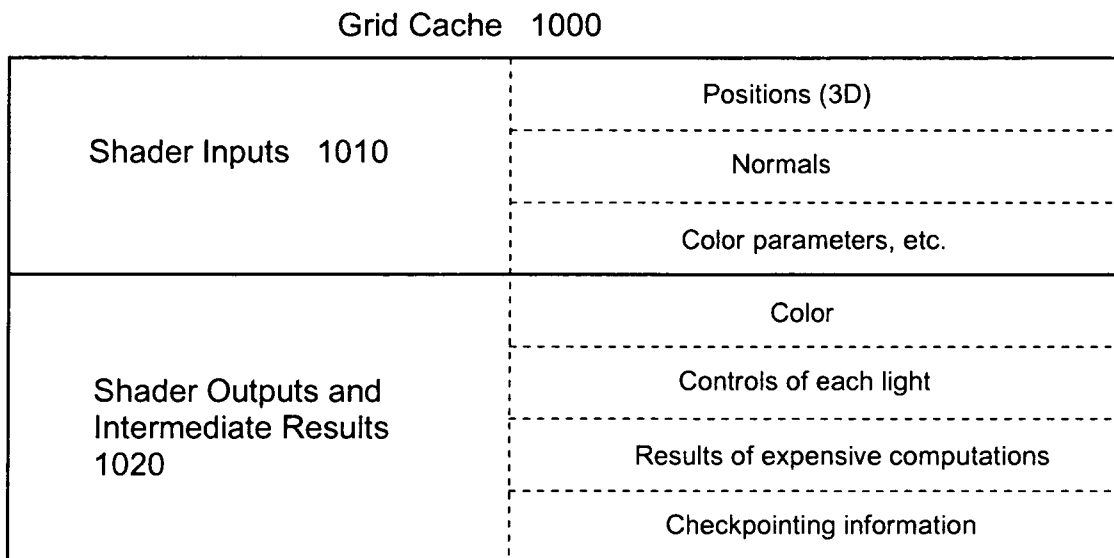 Grid Cache 1000
Shader Inputs 1010
Positions (3D)
Normals
Color parameters, etc.
Shader Outputs and
Intermediate Results
1020
Color
Controls of each light
Results of expensive computations
Checkpointing information